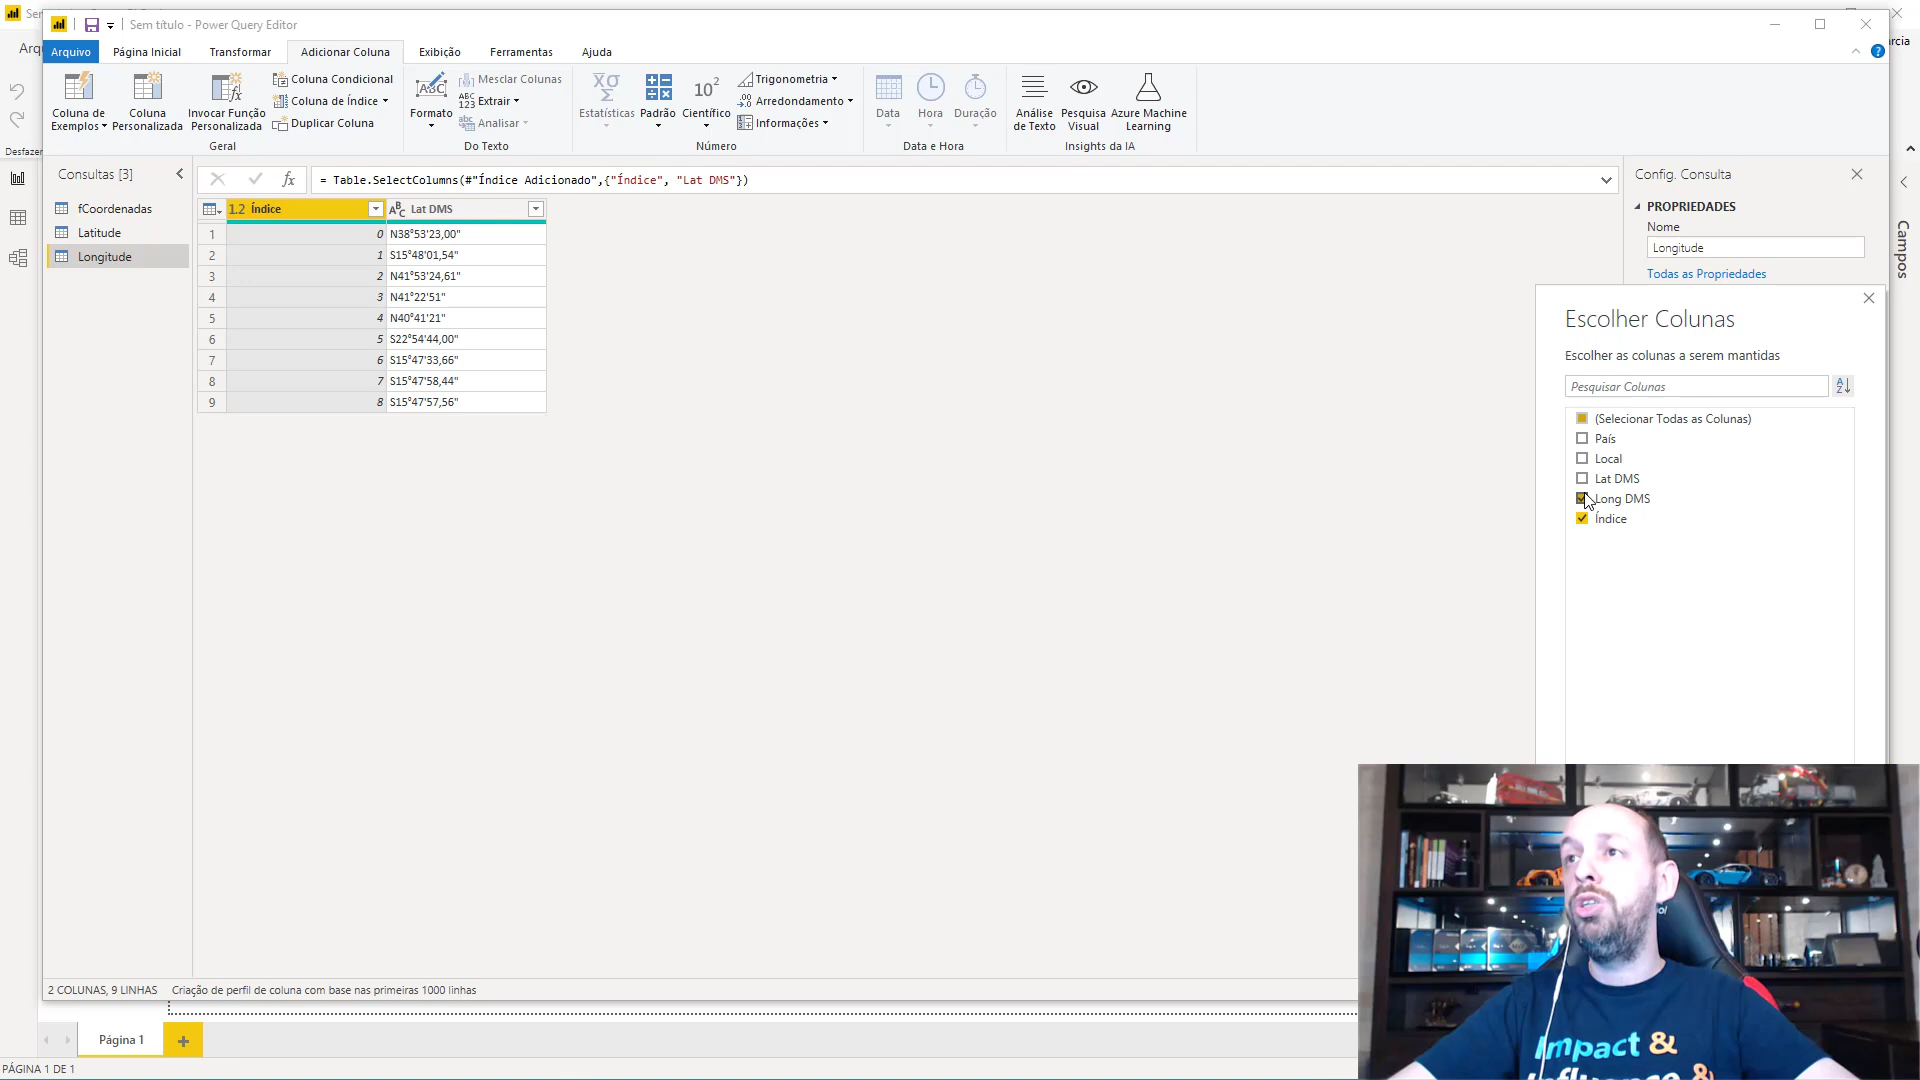 Sem título - Power Query Editor
Arquivo
Página Inicial
Transformar
Adicionar Coluna
Exibição
Ferramentas
Ajuda
Coluna de Exemplos
Coluna Personalizada
Invocar Função Personalizada
Coluna Condicional
Coluna de Índice
Duplicar Coluna
Geral
Formato
Mesclar Colunas
Extrair
Analisar
Do Texto
Estatísticas
Padrão
Científico
Trigonometria
Arredondamento
Informações
Número
Data
Hora
Duração
Data e Hora
Análise de Texto
Pesquisa Visual
Azure Machine Learning
Insights da IA
Desfazer
Consultas [3]
fCoordenadas
Latitude
Longitude
= Table.SelectColumns(#"Índice Adicionado",{"Índice", "Lat DMS"})
1.2 Índice
ABC Lat DMS
1 0 N38°53'23,00"
2 1 S15°48'01,54"
3 2 N41°53'24,61"
4 3 N41°22'51"
5 4 N40°41'21"
6 5 S22°54'44,00"
7 6 S15°47'33,66"
8 7 S15°47'58,44"
9 8 S15°47'57,56"
Config. Consulta
PROPRIEDADES
Nome
Longitude
Todas as Propriedades
Campos
Escolher Colunas
Escolher as colunas a serem mantidas
Pesquisar Colunas
(Selecionar Todas as Colunas)
País
Local
Lat DMS
Long DMS
Índice
2 COLUNAS, 9 LINHAS
Criação de perfil de coluna com base nas primeiras 1000 linhas
Página 1
PÁGINA 1 DE 1
Impact &